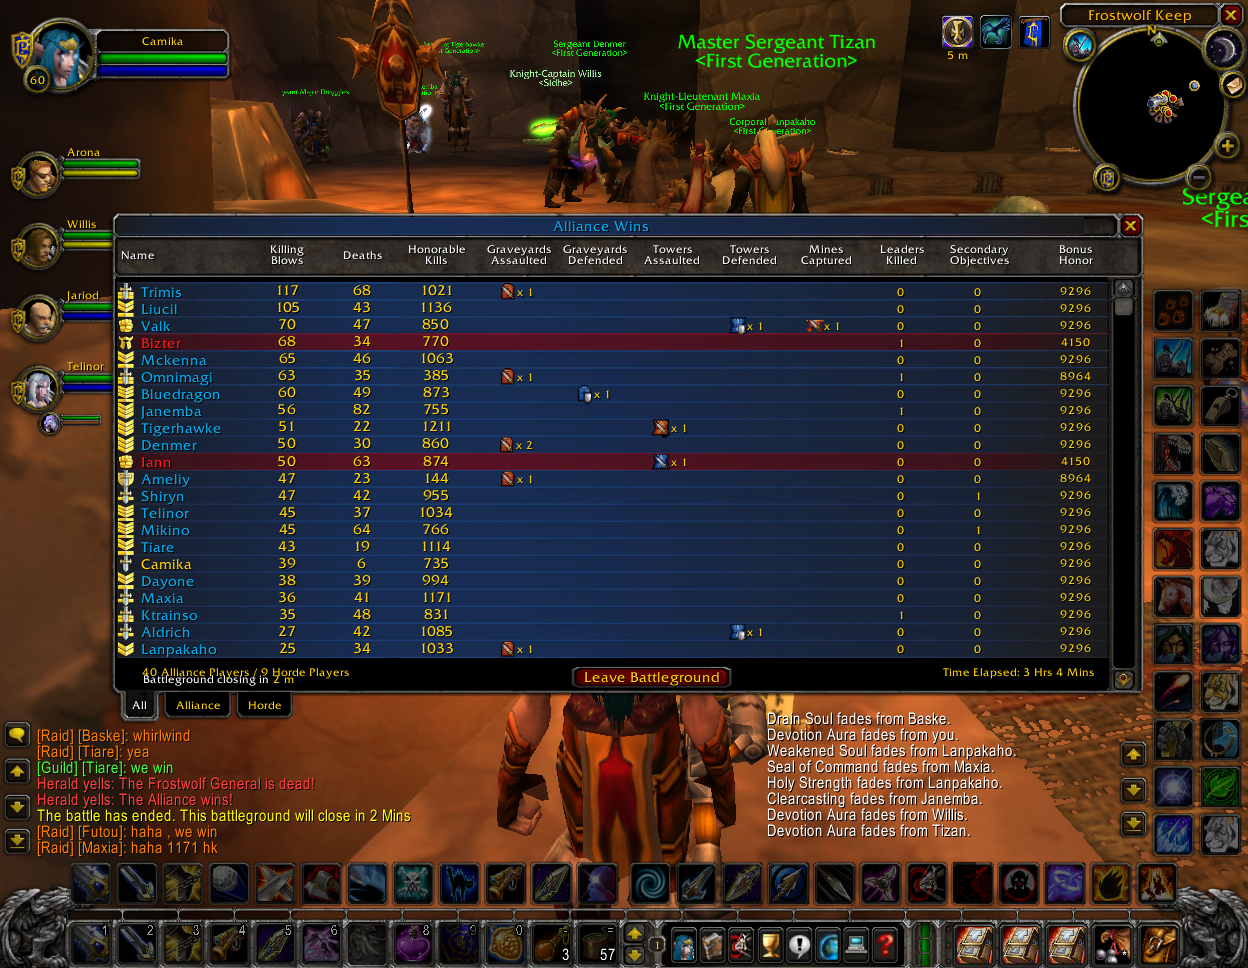 Camika
60
Arona
Willis
Jariod
Telinor
Sergeant Denmer
<First Generation>
Knight-Captain Willis
<Sidhe>
Master Sergeant Tizan
<First Generation>
Knight-Lieutenant Maxia
<First Generation>
Corporal Lanpakaho
5 m
Frostwolf Keep
N
Alliance Wins
Name Killing Blows Deaths Honorable Kills Graveyards Assaulted Graveyards Defended Towers Assaulted Towers Defended Mines Captured Leaders Killed Secondary Objectives Bonus Honor
Trimis 117 68 1021 x 1 0 0 9296
Liucil 105 43 1136 0 0 9296
Valk 70 47 850 x 1 x 1 0 0 9296
Bizter 68 34 770 1 0 4150
Mckenna 65 46 1063 0 0 9296
Omnimagi 63 35 385 x 1 1 0 8964
Bluedragon 60 49 873 x 1 0 0 9296
Janemba 56 82 755 1 0 9296
Tigerhawke 51 22 1211 x 1 0 0 9296
Denmer 50 30 860 x 2 0 0 9296
Iann 50 63 874 x 1 0 0 4150
Ameliy 47 23 144 x 1 0 0 8964
Shiryn 47 42 955 0 1 9296
Telinor 45 37 1034 0 0 9296
Mikino 45 64 766 0 1 9296
Tiare 43 19 1114 0 0 9296
Camika 39 6 735 0 0 9296
Dayone 38 39 994 0 0 9296
Maxia 36 41 1171 0 0 9296
Ktrainso 35 48 831 1 0 9296
Aldrich 27 42 1085 x 1 0 0 9296
Lanpakaho 25 34 1033 x 1 0 0 9296
40 Alliance Players / 9 Horde Players
Battleground closing in 2 m
Leave Battleground
Time Elapsed: 3 Hrs 4 Mins
All Alliance Horde
[Raid] [Baske]: whirlwind
[Raid] [Tiare]: yea
[Guild] [Tiare]: we win
Herald yells: The Frostwolf General is dead!
Herald yells: The Alliance wins!
The battle has ended. This battleground will close in 2 Mins
[Raid] [Futou]: haha , we win
[Raid] [Maxia]: haha 1171 hk
Drain Soul fades from Baske.
Devotion Aura fades from you.
Weakened Soul fades from Lanpakaho.
Seal of Command fades from Maxia.
Holy Strength fades from Lanpakaho.
Clearcasting fades from Janemba.
Devotion Aura fades from Willis.
Devotion Aura fades from Tizan.
1 2 3 4 5 6 8 9 0 - =
3 57
1